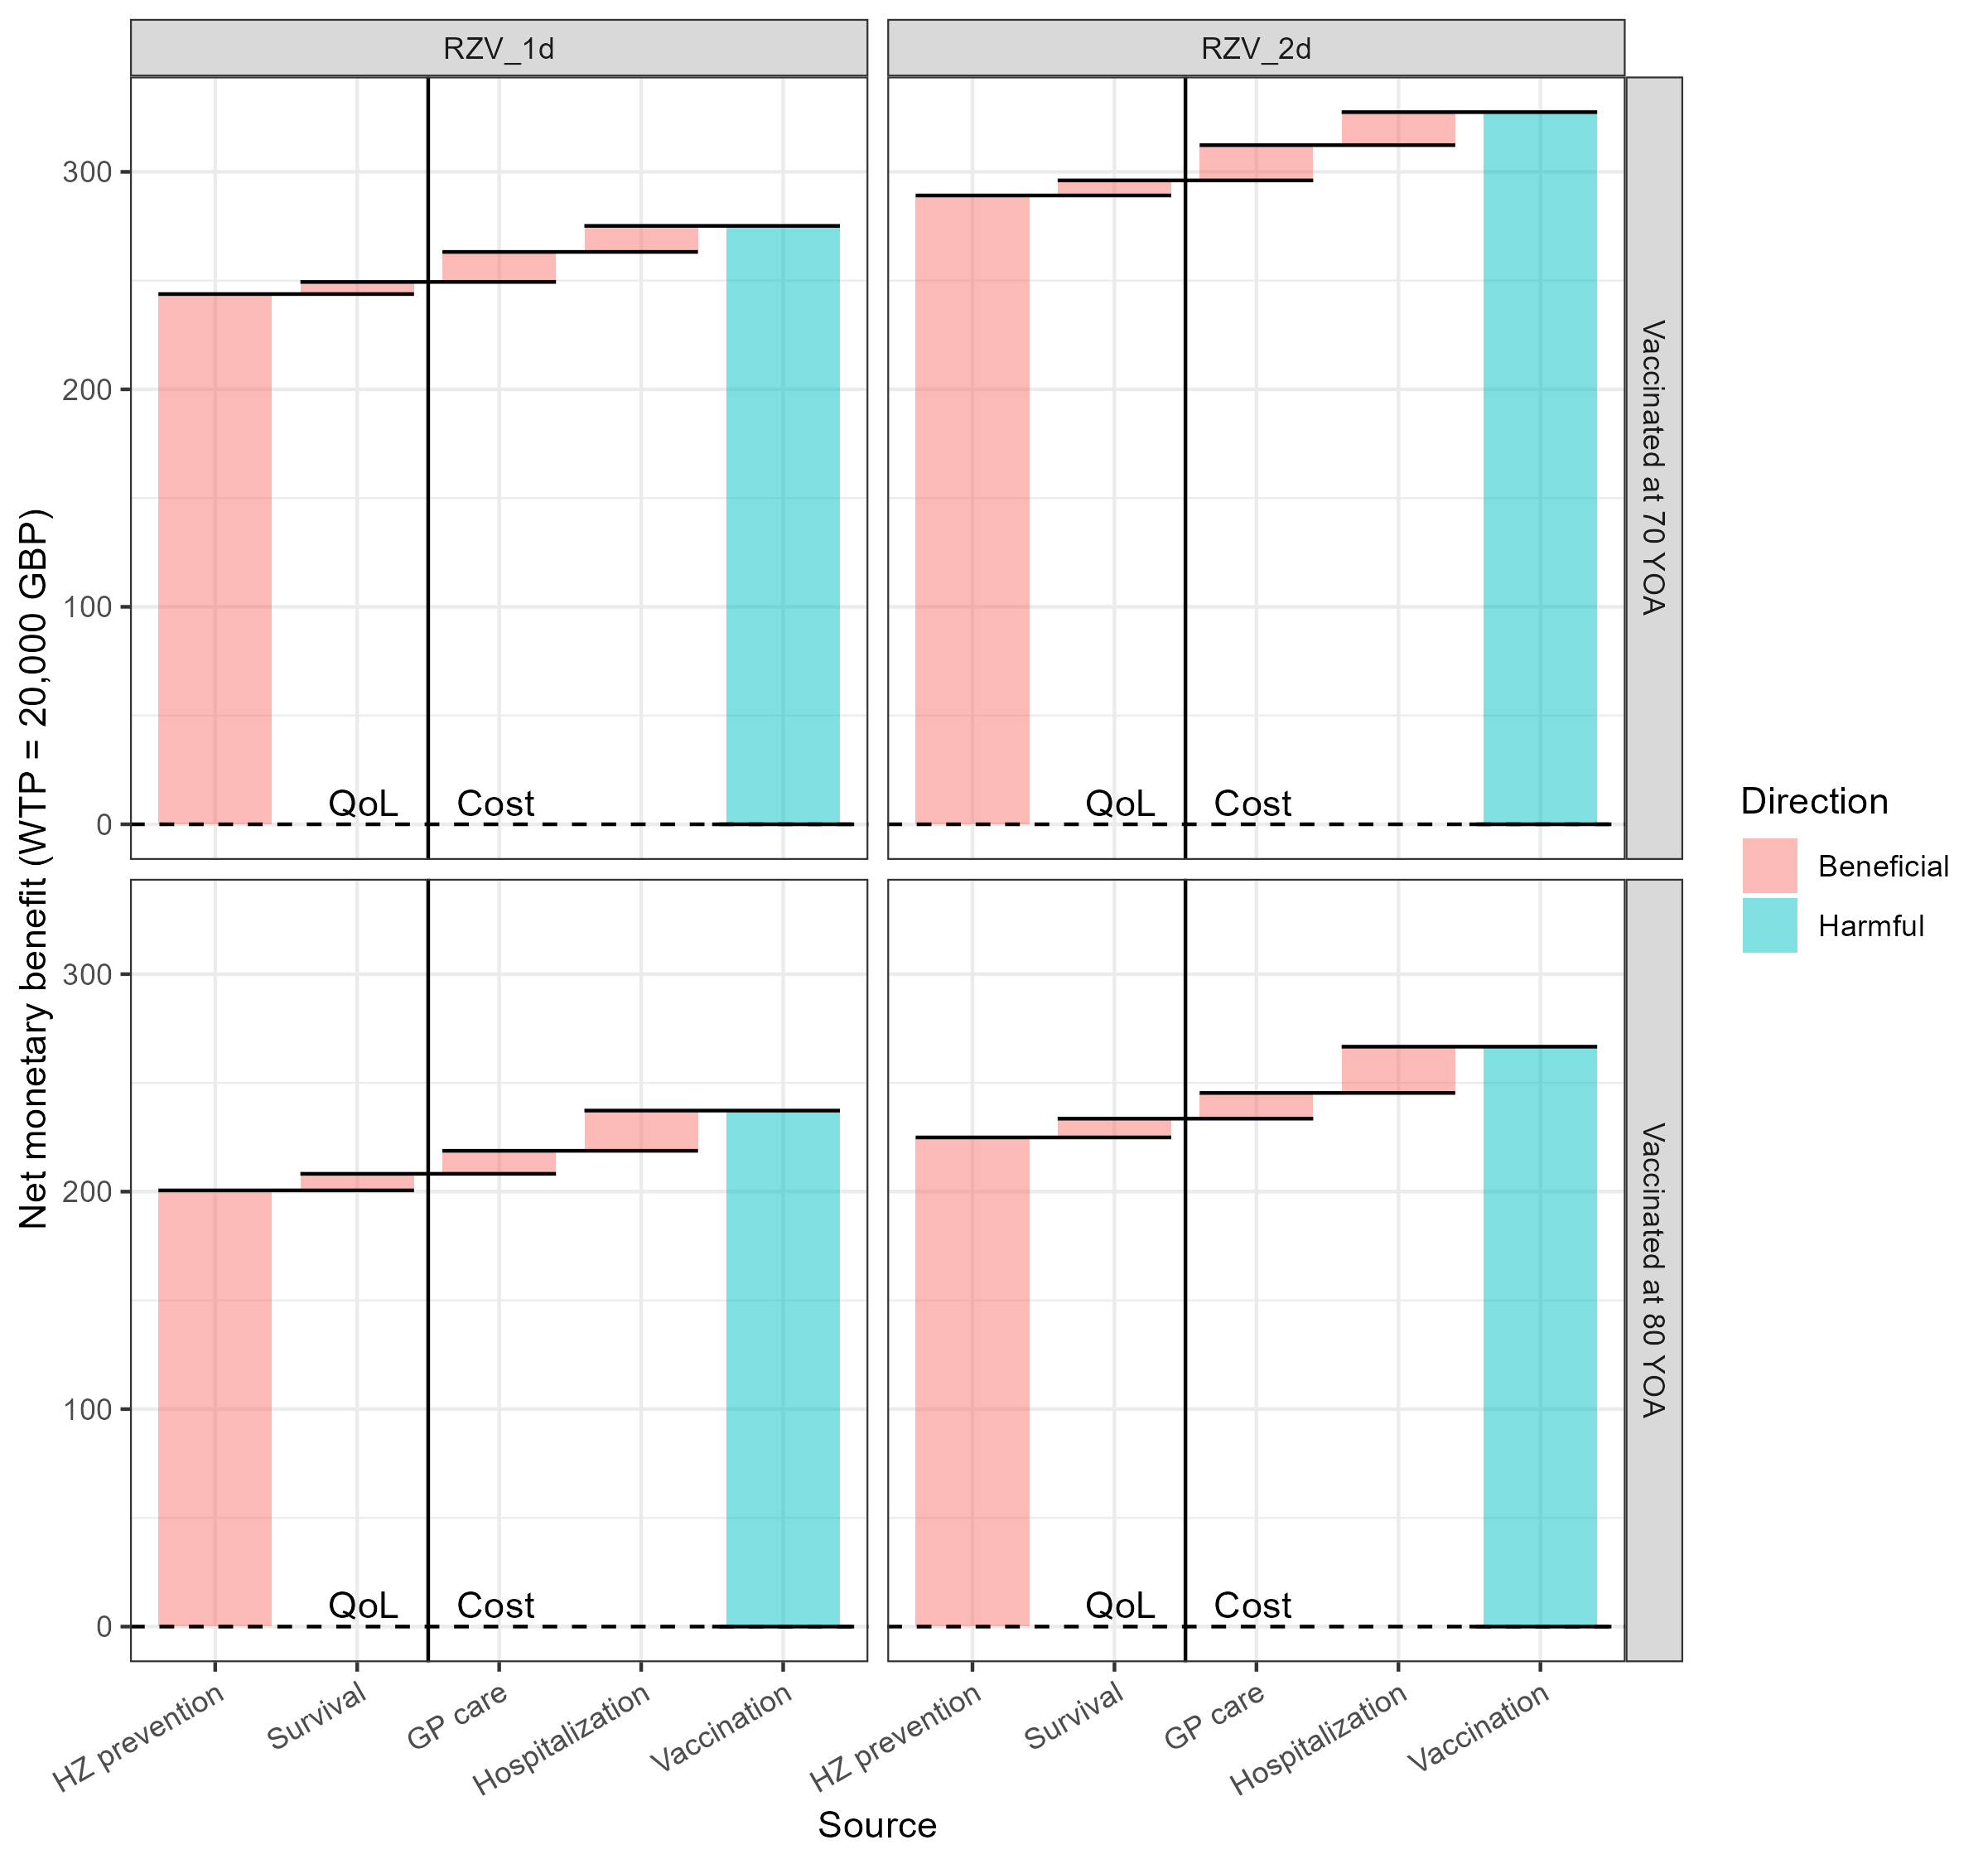 RZV_1d
RZV_2d
Net monetary benefit (WTP = 20,000 GBP)
300
200
100
0
QoL
Cost
QoL
Cost
Vaccinated at 70 YOA
300
200
100
0
QoL
Cost
QoL
Cost
Vaccinated at 80 YOA
HZ prevention
Survival
GP care
Hospitalization
Vaccination
HZ prevention
Survival
GP care
Hospitalization
Vaccination
Source
Direction
Beneficial
Harmful